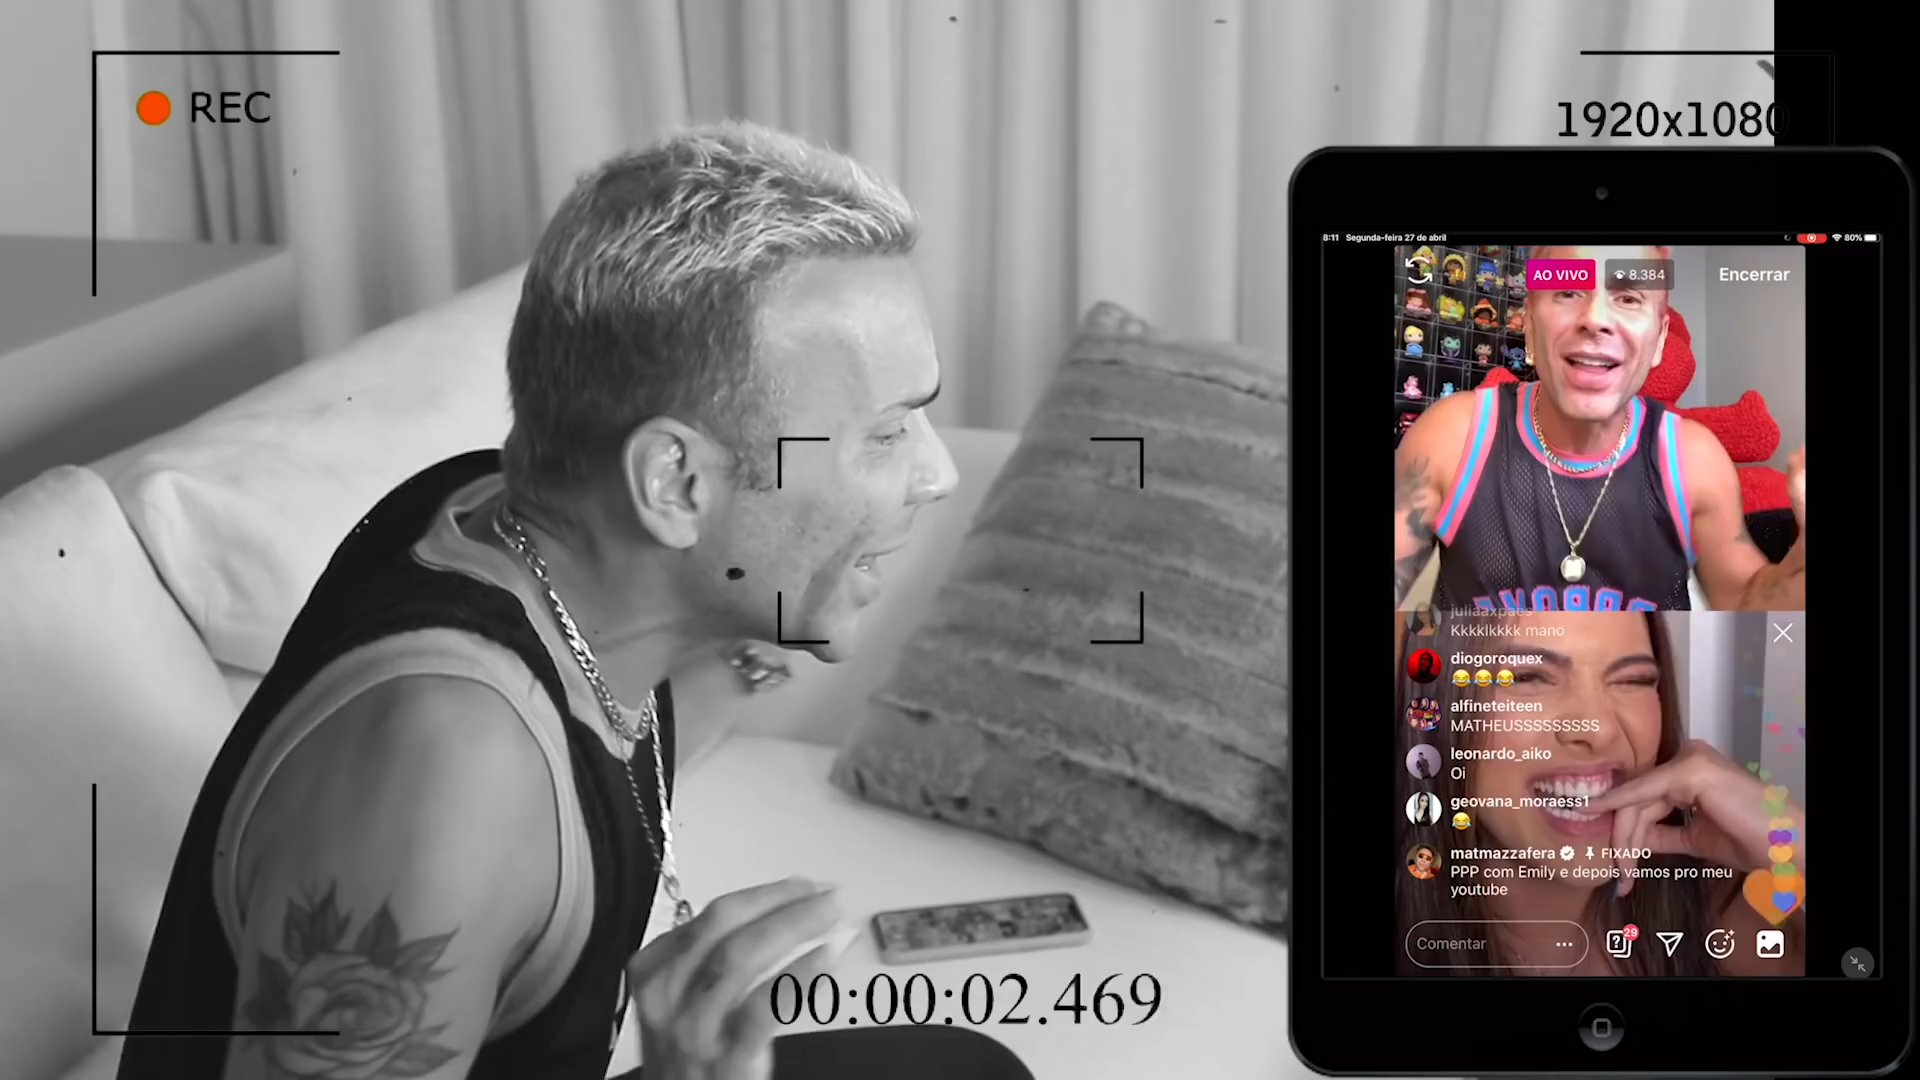 REC
1920x1080
8:11 Segunda-feira 27 de abril
80%
AO VIVO
8.384
Encerrar
juliaaxpaes
Kkkklkkkk mano
diogoroquex
😂😂😂
alfineteiteen
MATHEUSSSSSSSSS
leonardo_aiko
Oi
geovana_moraess1
😂
matmazzafera FIXADO
PPP com Emily e depois vamos pro meu
youtube
Comentar
29
00:00:02.469